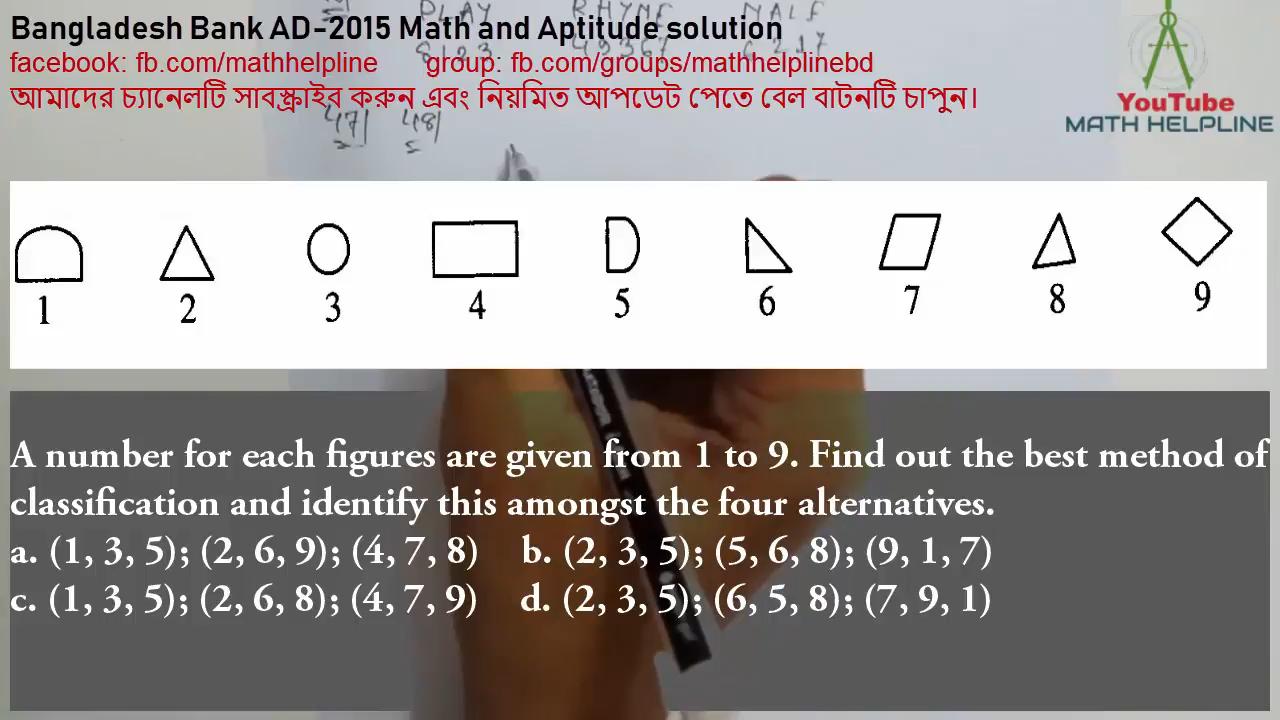 Bangladesh Bank AD-2015 Math and Aptitude solution
facebook: fb.com/mathhelpline group: fb.com/groups/mathhelplinebd
আমাদের চ্যানেলটি সাবস্ক্রাইব করুন এবং নিয়মিত আপডেট পেতে বেল বাটনটি চাপুন।
YouTube
MATH HELPLINE
47 48
1 2 3 4 5 6 7 8 9
A number for each figures are given from 1 to 9. Find out the best method of
classification and identify this amongst the four alternatives.
a. (1, 3, 5); (2, 6, 9); (4, 7, 8) b. (2, 3, 5); (5, 6, 8); (9, 1, 7)
c. (1, 3, 5); (2, 6, 8); (4, 7, 9) d. (2, 3, 5); (6, 5, 8); (7, 9, 1)